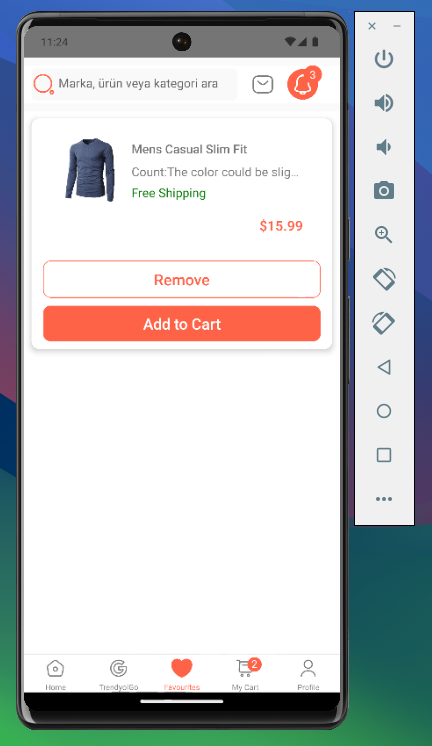 11:24
Marka, ürün veya kategori ara
3
Mens Casual Slim Fit
Count:The color could be slig...
Free Shipping
$15.99
Remove
Add to Cart
2
Home
TrendyolGo
Favourites
My Cart
Profile